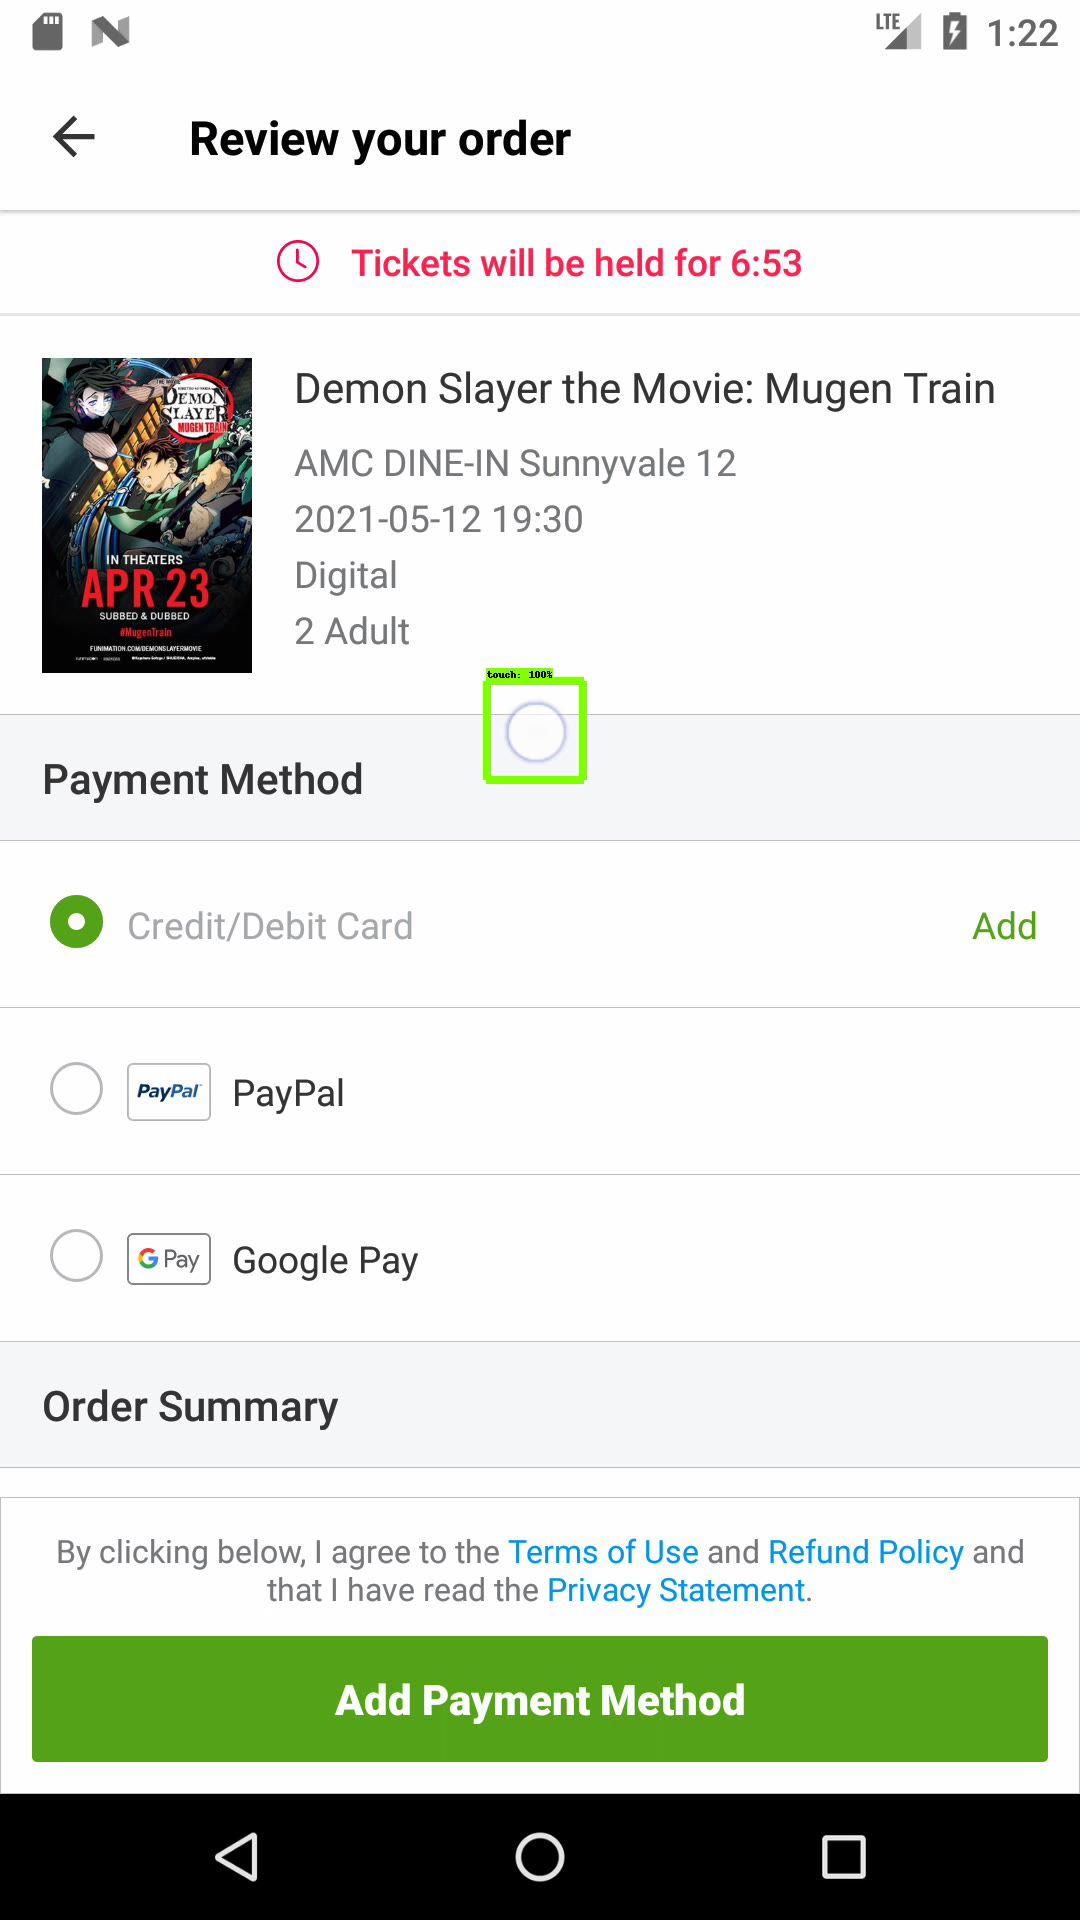 LTE 1:22
Review your order
Tickets will be held for 6:53
THE MOVIE
DEMON
SLAYER
MUGEN TRAIN
IN THEATERS
APR 23
SUBBED & DUBBED
#MugenTrain
FUNIMATION.COM/DEMONSLAYERMOVIE
Demon Slayer the Movie: Mugen Train
AMC DINE-IN Sunnyvale 12
2021-05-12 19:30
Digital
2 Adult
touch: 100%
Payment Method
Credit/Debit Card Add
PayPal PayPal
G Pay Google Pay
Order Summary
By clicking below, I agree to the Terms of Use and Refund Policy and
that I have read the Privacy Statement.
Add Payment Method